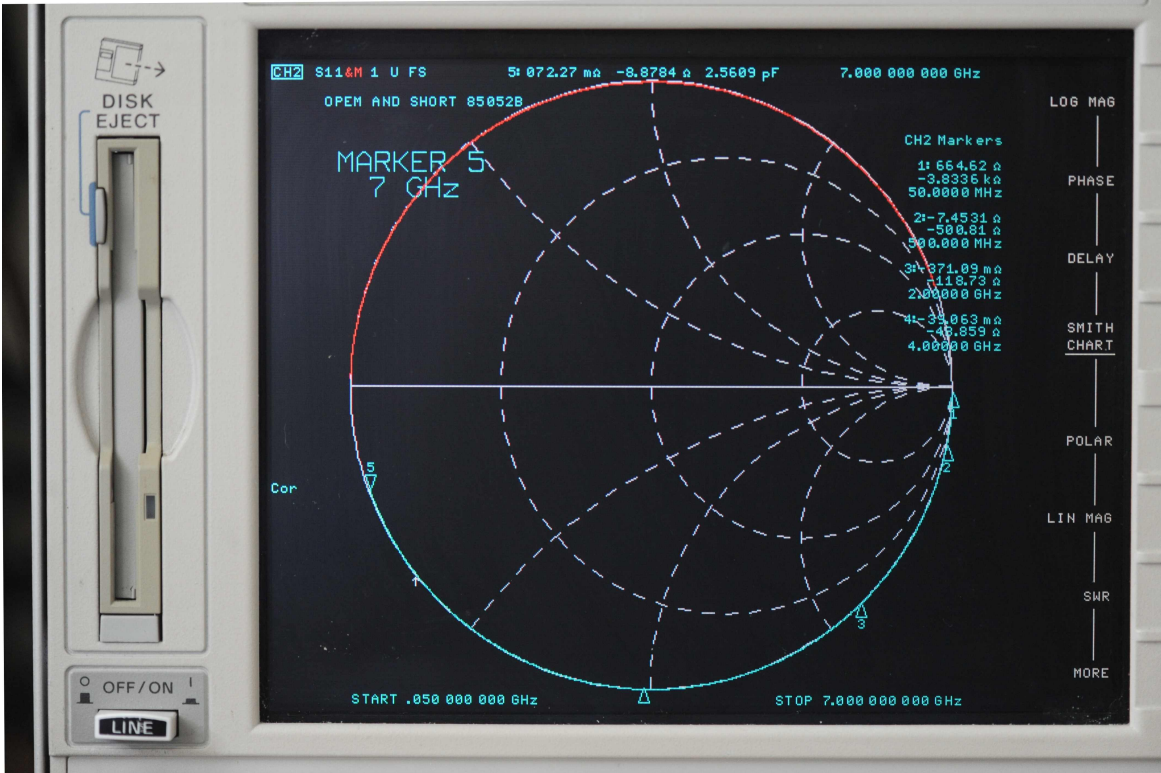 DISK
EJECT
CH2 S11&M 1 U FS 5: 072.27 mΩ -8.8784 Ω 2.5609 pF 7.000 000 000 GHz
OPEM AND SHORT 85052B
MARKER 5
7 GHz
CH2 Markers
1: 664.62 Ω
-3.8336 kΩ
50.0000 MHz
2:-7.4531 Ω
-500.81 Ω
500.000 MHz
3:-371.09 mΩ
-118.73 Ω
2.00000 GHz
4:-39.063 mΩ
-48.859 Ω
4.00000 GHz
LOG MAG
PHASE
DELAY
SMITH
CHART
POLAR
LIN MAG
SWR
MORE
1
2
5
Cor
3
START .050 000 000 GHz STOP 7.000 000 000 GHz
O OFF/ON I
LINE